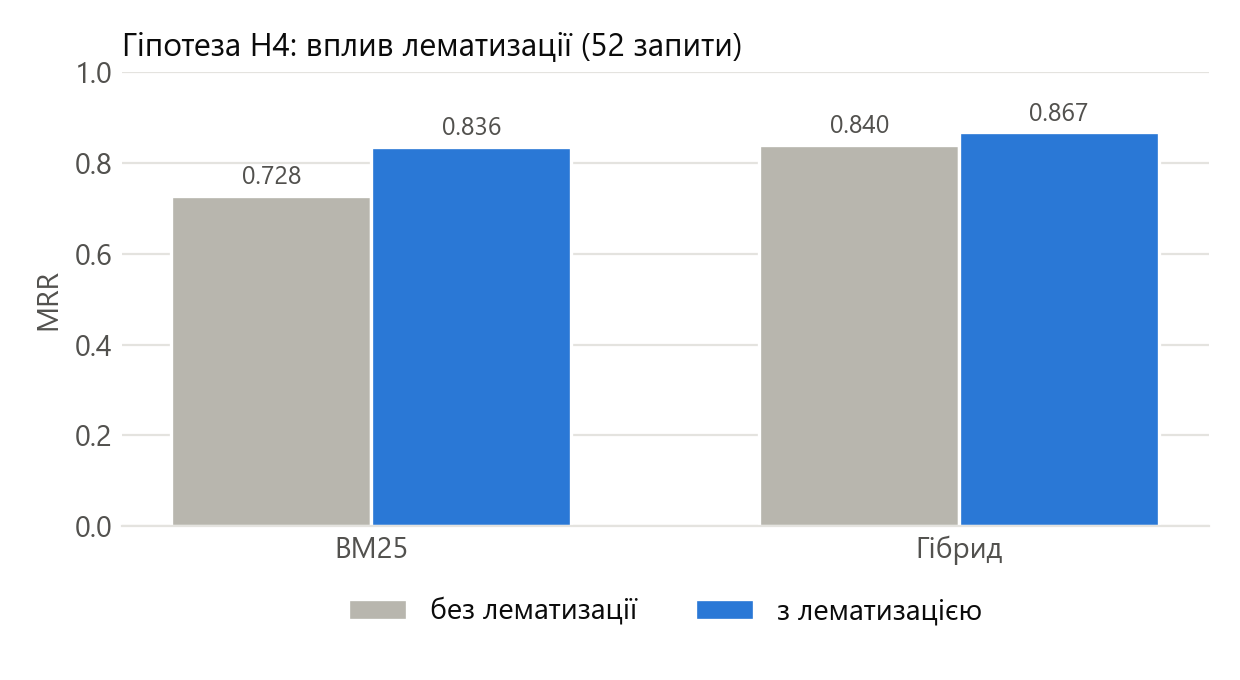 Гіпотеза H4: вплив лематизації (52 запити)
1.0
0.8
0.6
0.4
0.2
0.0
MRR
0.728
0.836
0.840
0.867
BM25
Гібрид
без лематизації
з лематизацією